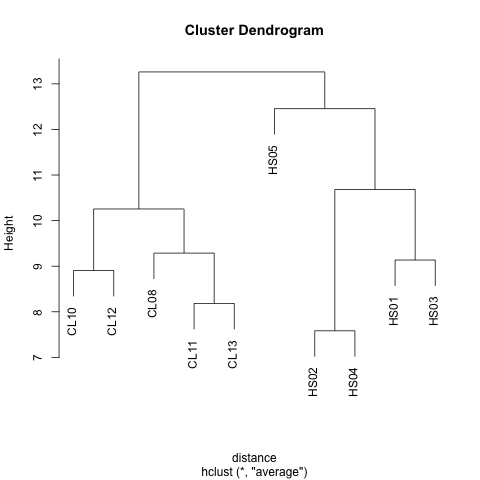 Cluster Dendrogram
Height
13
12
11
10
9
8
7
CL10
CL12
CL08
CL11
CL13
HS05
HS02
HS04
HS01
HS03
distance
hclust (*, "average")